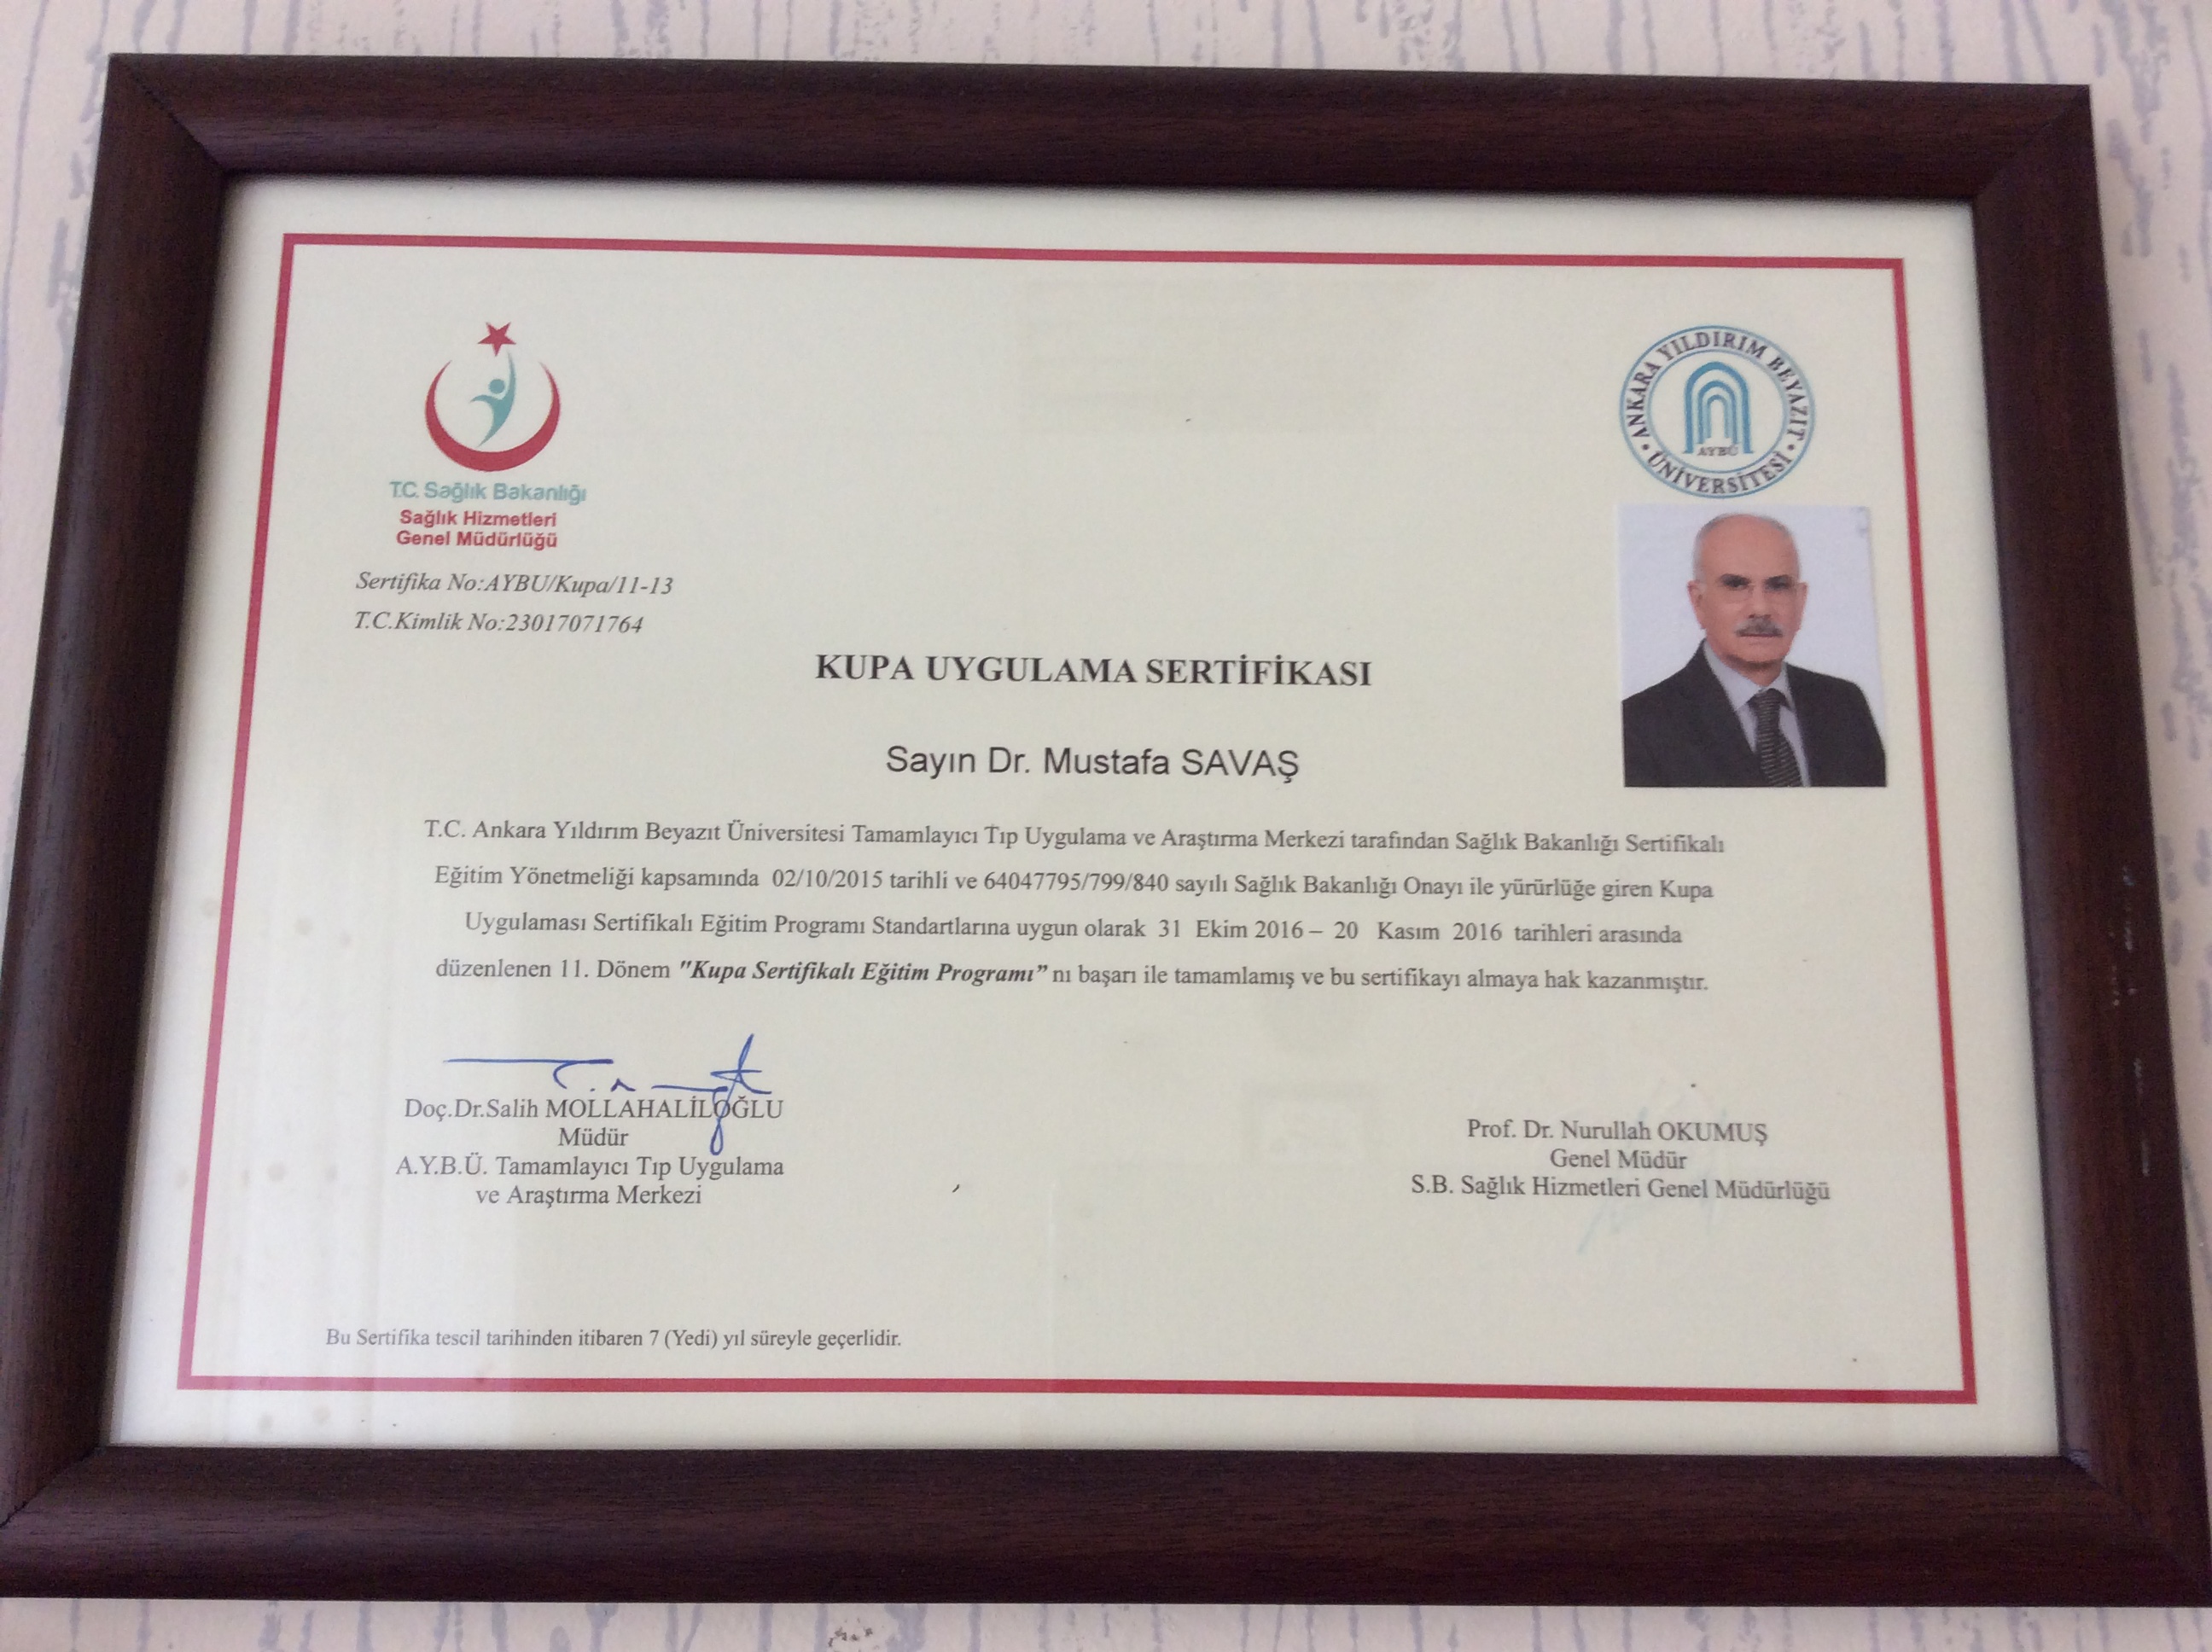 T.C. Sağlık Bakanlığı
Sağlık Hizmetleri
Genel Müdürlüğü
ANKARA YILDIRIM BEYAZIT ÜNİVERSİTESİ
AYBÜ
Sertifika No:AYBU/Kupa/11-13
T.C.Kimlik No:23017071764
KUPA UYGULAMA SERTİFİKASI
Sayın Dr. Mustafa SAVAŞ
T.C. Ankara Yıldırım Beyazıt Üniversitesi Tamamlayıcı Tıp Uygulama ve Araştırma Merkezi tarafından Sağlık Bakanlığı Sertifikalı
Eğitim Yönetmeliği kapsamında 02/10/2015 tarihli ve 64047795/799/840 sayılı Sağlık Bakanlığı Onayı ile yürürlüğe giren Kupa
Uygulaması Sertifikalı Eğitim Programı Standartlarına uygun olarak 31 Ekim 2016 – 20 Kasım 2016 tarihleri arasında
düzenlenen 11. Dönem "Kupa Sertifikalı Eğitim Programı” nı başarı ile tamamlamış ve bu sertifikayı almaya hak kazanmıştır.
Doç.Dr.Salih MOLLAHALİLOĞLU
Müdür
A.Y.B.Ü. Tamamlayıcı Tıp Uygulama
ve Araştırma Merkezi
Prof. Dr. Nurullah OKUMUŞ
Genel Müdür
S.B. Sağlık Hizmetleri Genel Müdürlüğü
Bu Sertifika tescil tarihinden itibaren 7 (Yedi) yıl süreyle geçerlidir.